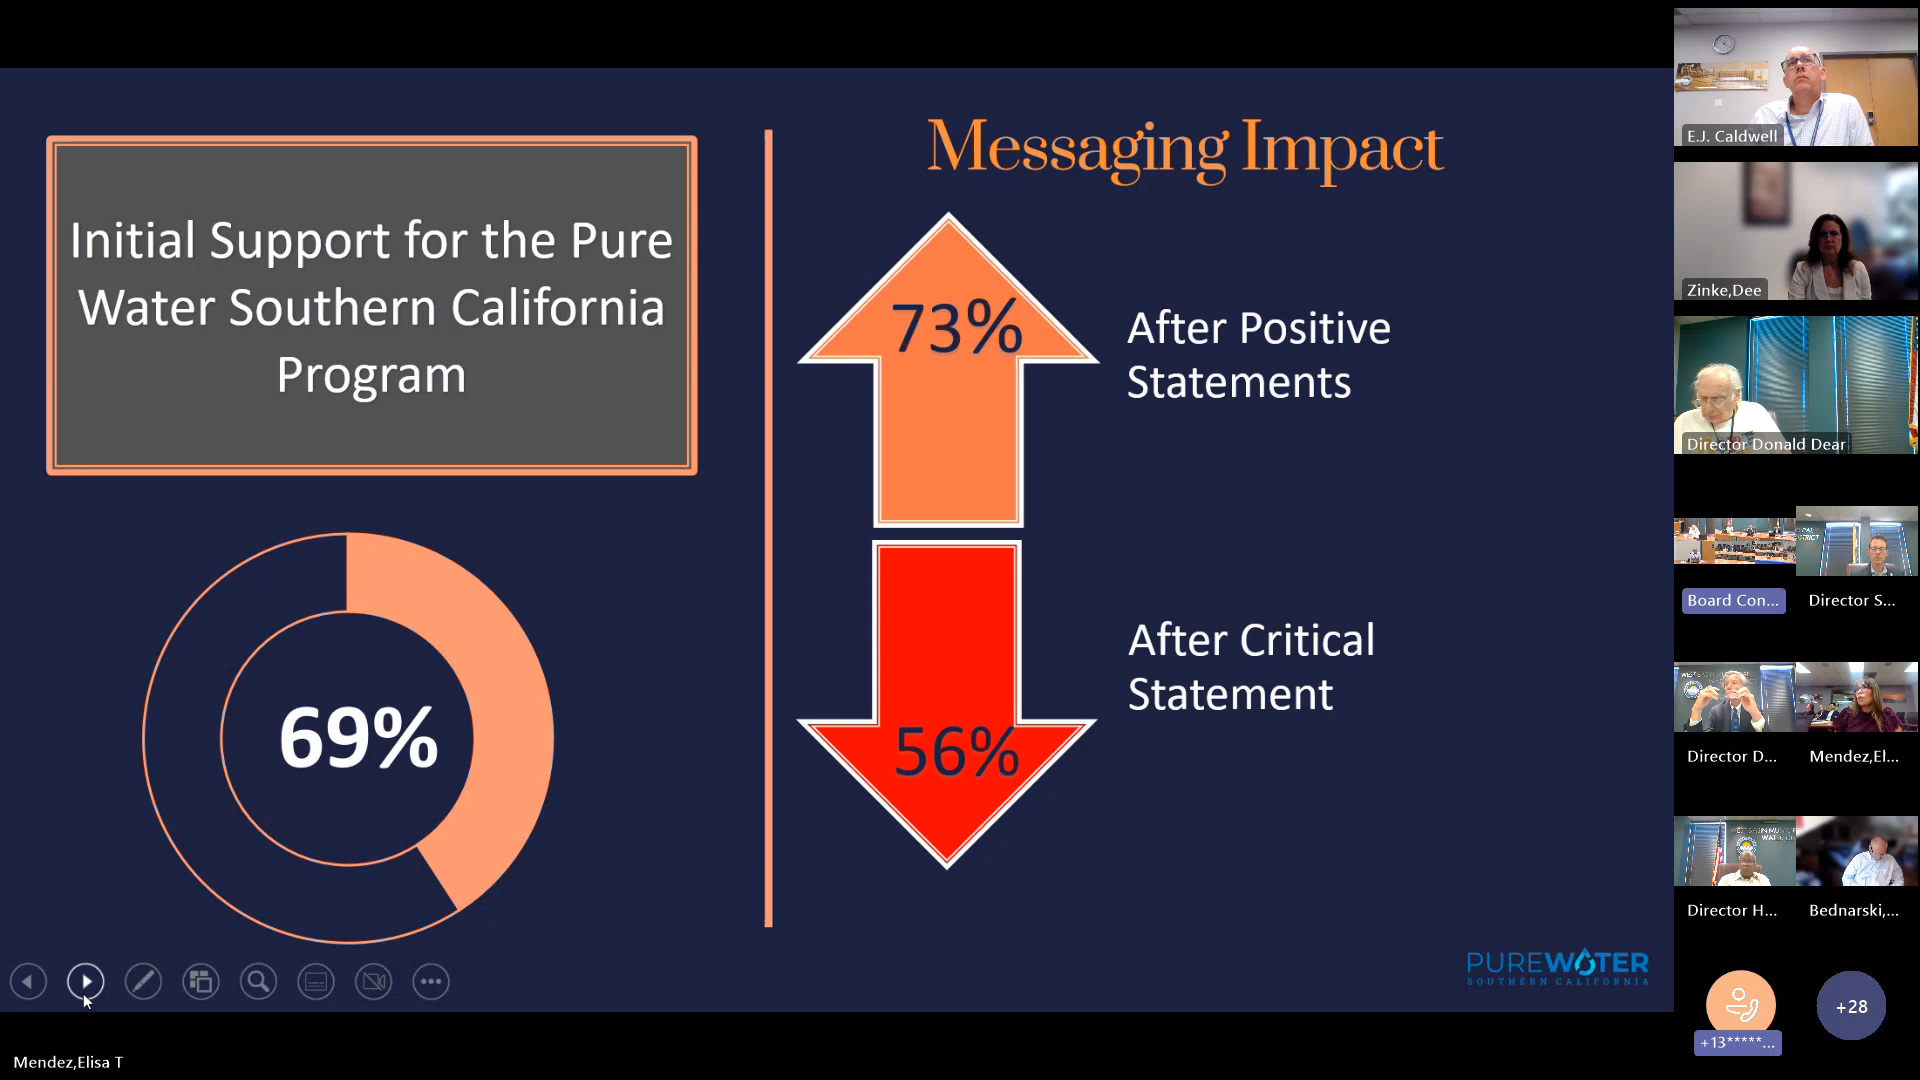 Initial Support for the Pure
Water Southern California
Program
69%
Messaging Impact
73%
After Positive
Statements
56%
After Critical
Statement
PUREWATER
SOUTHERN CALIFORNIA
Mendez,Elisa T
E.J. Caldwell
Zinke,Dee
Director Donald Dear
Board Con...
Director S...
Director D...
Mendez,El...
Director H...
Bednarski,...
+13*****...
+28